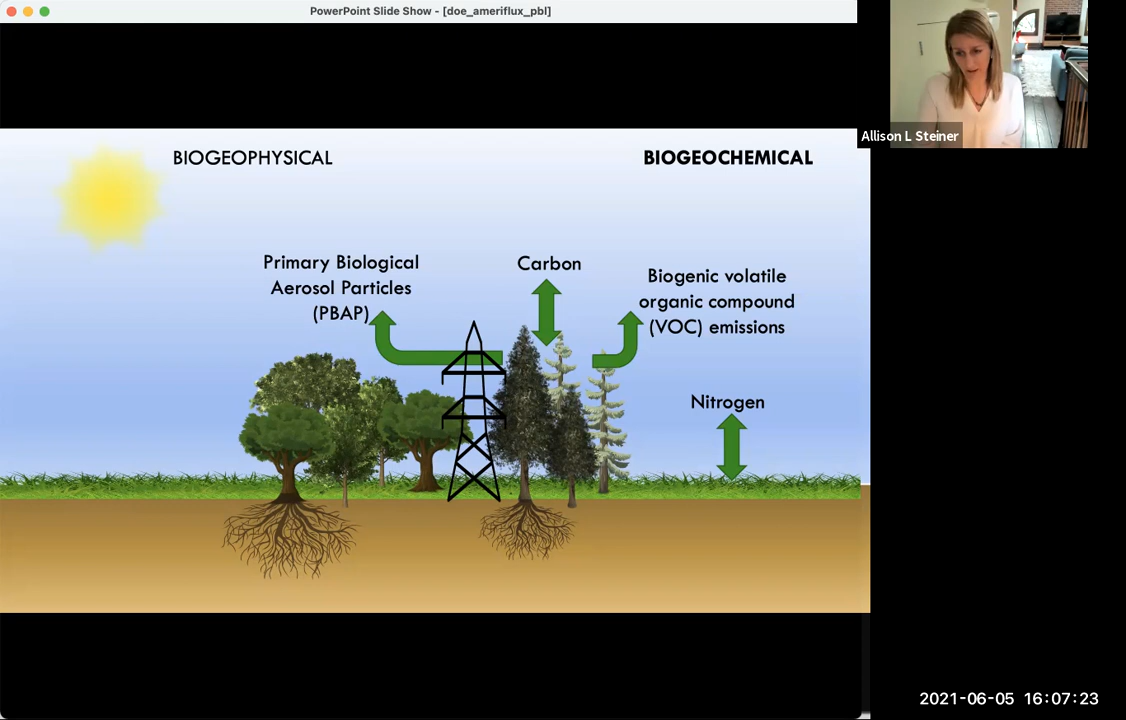 PowerPoint Slide Show - [doe_ameriflux_pbl]
BIOGEOPHYSICAL
BIOGEOCHEMICAL
Primary Biological
Aerosol Particles
(PBAP)
Carbon
Biogenic volatile
organic compound
(VOC) emissions
Nitrogen
Allison L Steiner
2021-06-05 16:07:23